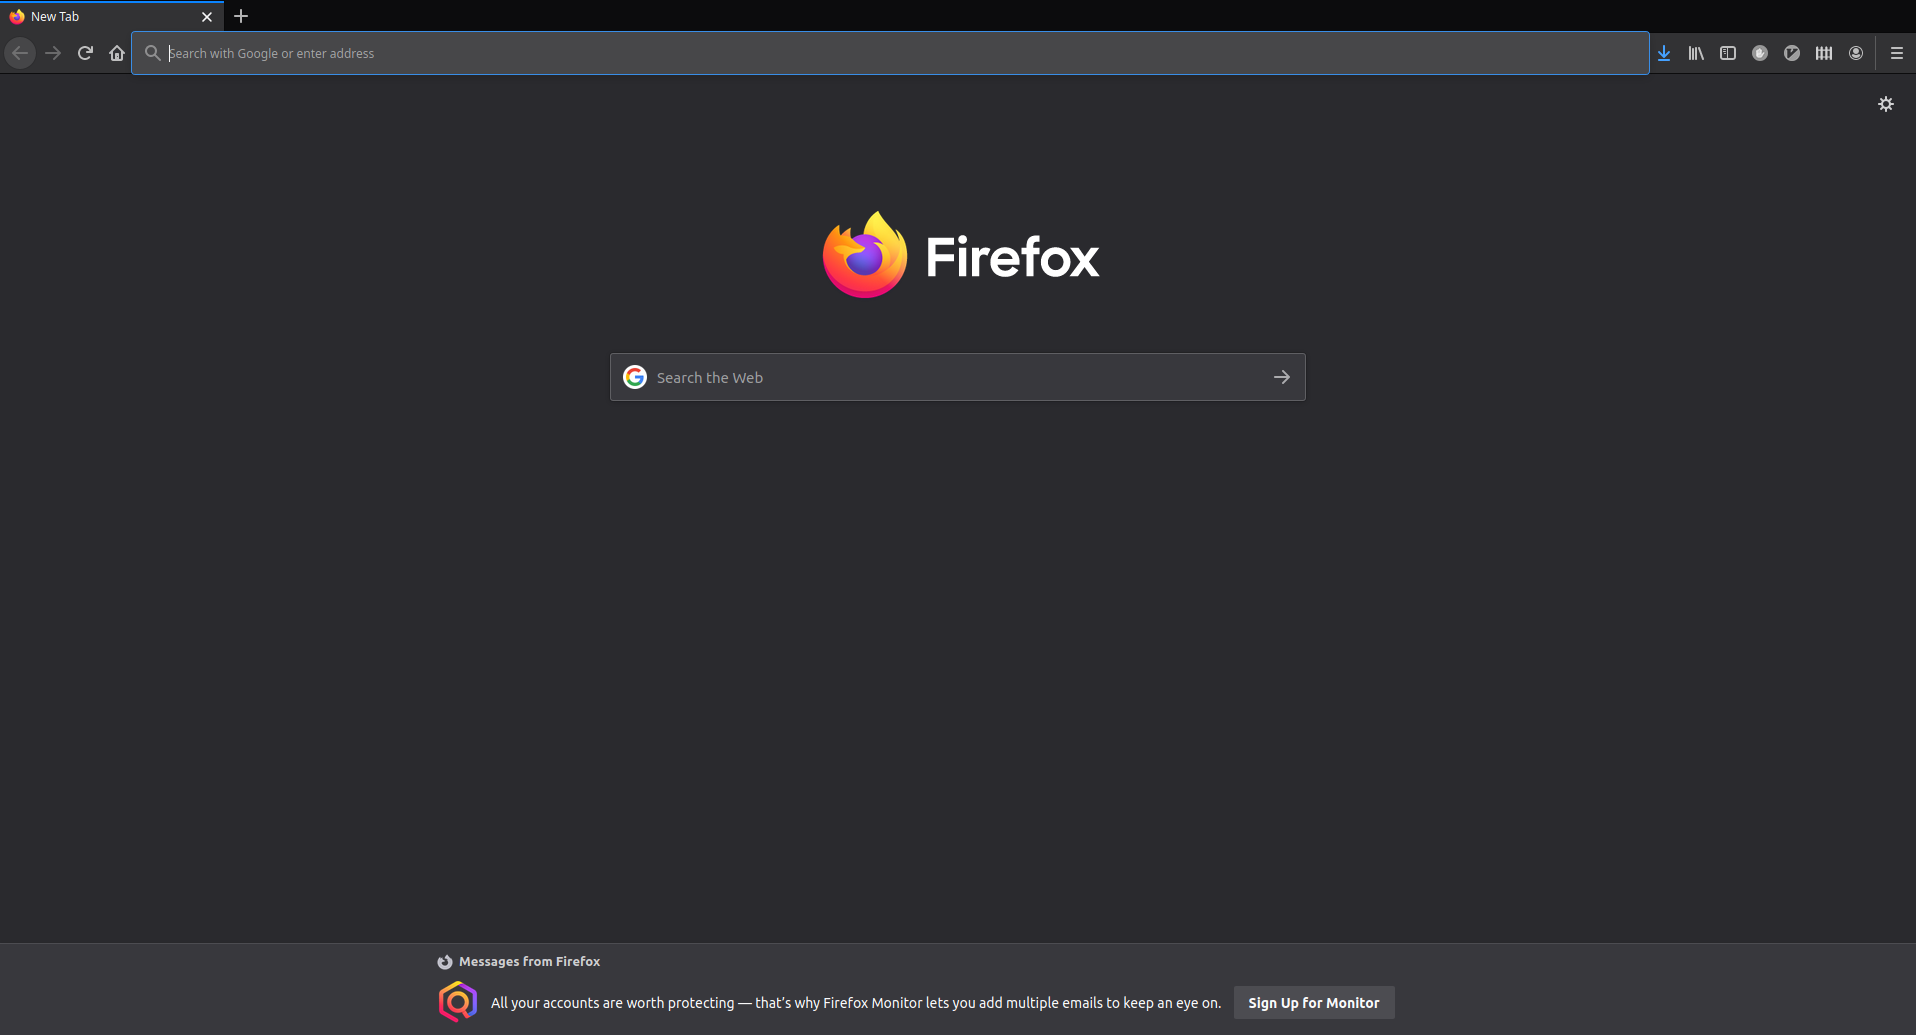 New Tab
Search with Google or enter address
Firefox
Search the Web
Messages from Firefox
All your accounts are worth protecting — that’s why Firefox Monitor lets you add multiple emails to keep an eye on.
Sign Up for Monitor